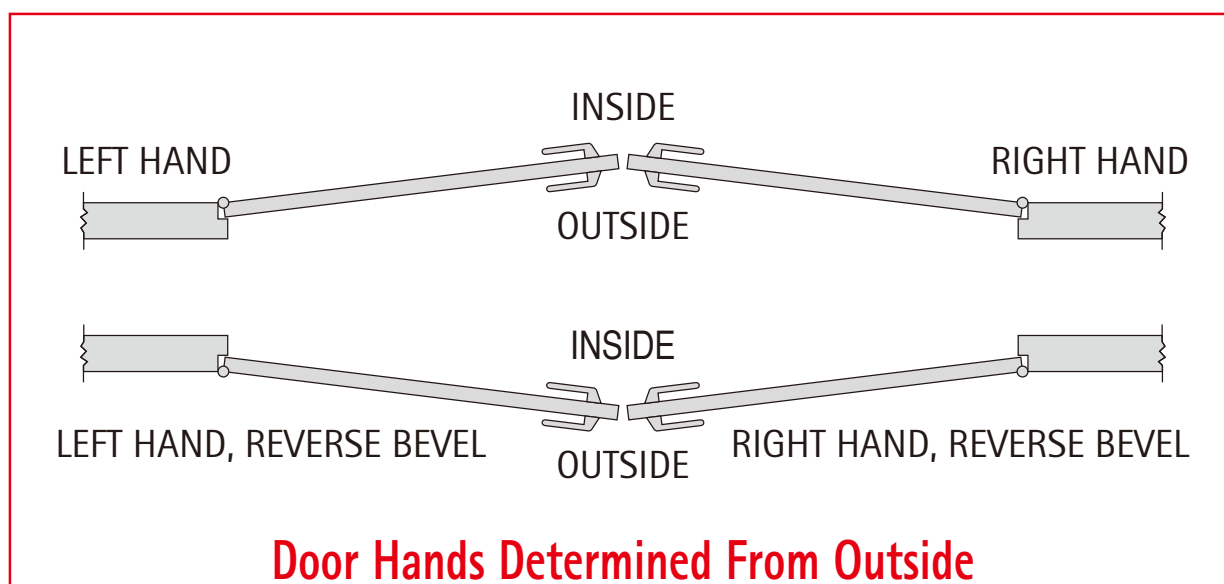 INSIDE
LEFT HAND
RIGHT HAND
OUTSIDE
INSIDE
LEFT HAND, REVERSE BEVEL
RIGHT HAND, REVERSE BEVEL
OUTSIDE
Door Hands Determined From Outside